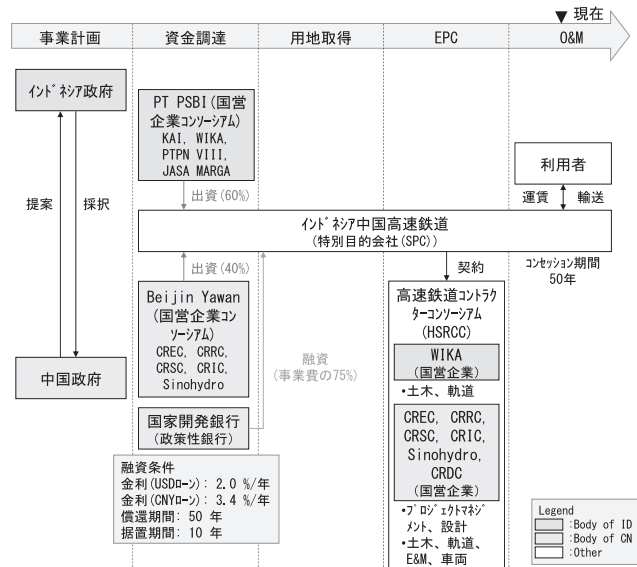 ▼ 現在
事業計画
資金調達
用地取得
EPC
O&M
インドネシア政府
提案
採択
中国政府
PT PSBI(国営
企業コンソーシアム)
KAI, WIKA,
PTPN VIII,
JASA MARGA
出資(60%)
インドネシア中国高速鉄道
(特別目的会社(SPC))
利用者
運賃
輸送
コンセッション期間
50年
出資(40%)
Beijin Yawan
(国営企業コン
ソーシアム)
CREC, CRRC,
CRSC, CRIC,
Sinohydro
国家開発銀行
(政策性銀行)
融資
(事業費の75%)
融資条件
金利(USDローン): 2.0 %/年
金利(CNYローン): 3.4 %/年
償還期間: 50 年
据置期間: 10 年
契約
高速鉄道コントラク
ターコンソーシアム
(HSRCC)
WIKA
(国営企業)
・土木、軌道
CREC, CRRC,
CRSC, CRIC,
Sinohydro,
CRDC
(国営企業)
・プロジェクトマネジ
メント、設計
・土木、軌道、
E&M、車両
Legend
:Body of ID
:Body of CN
:Other